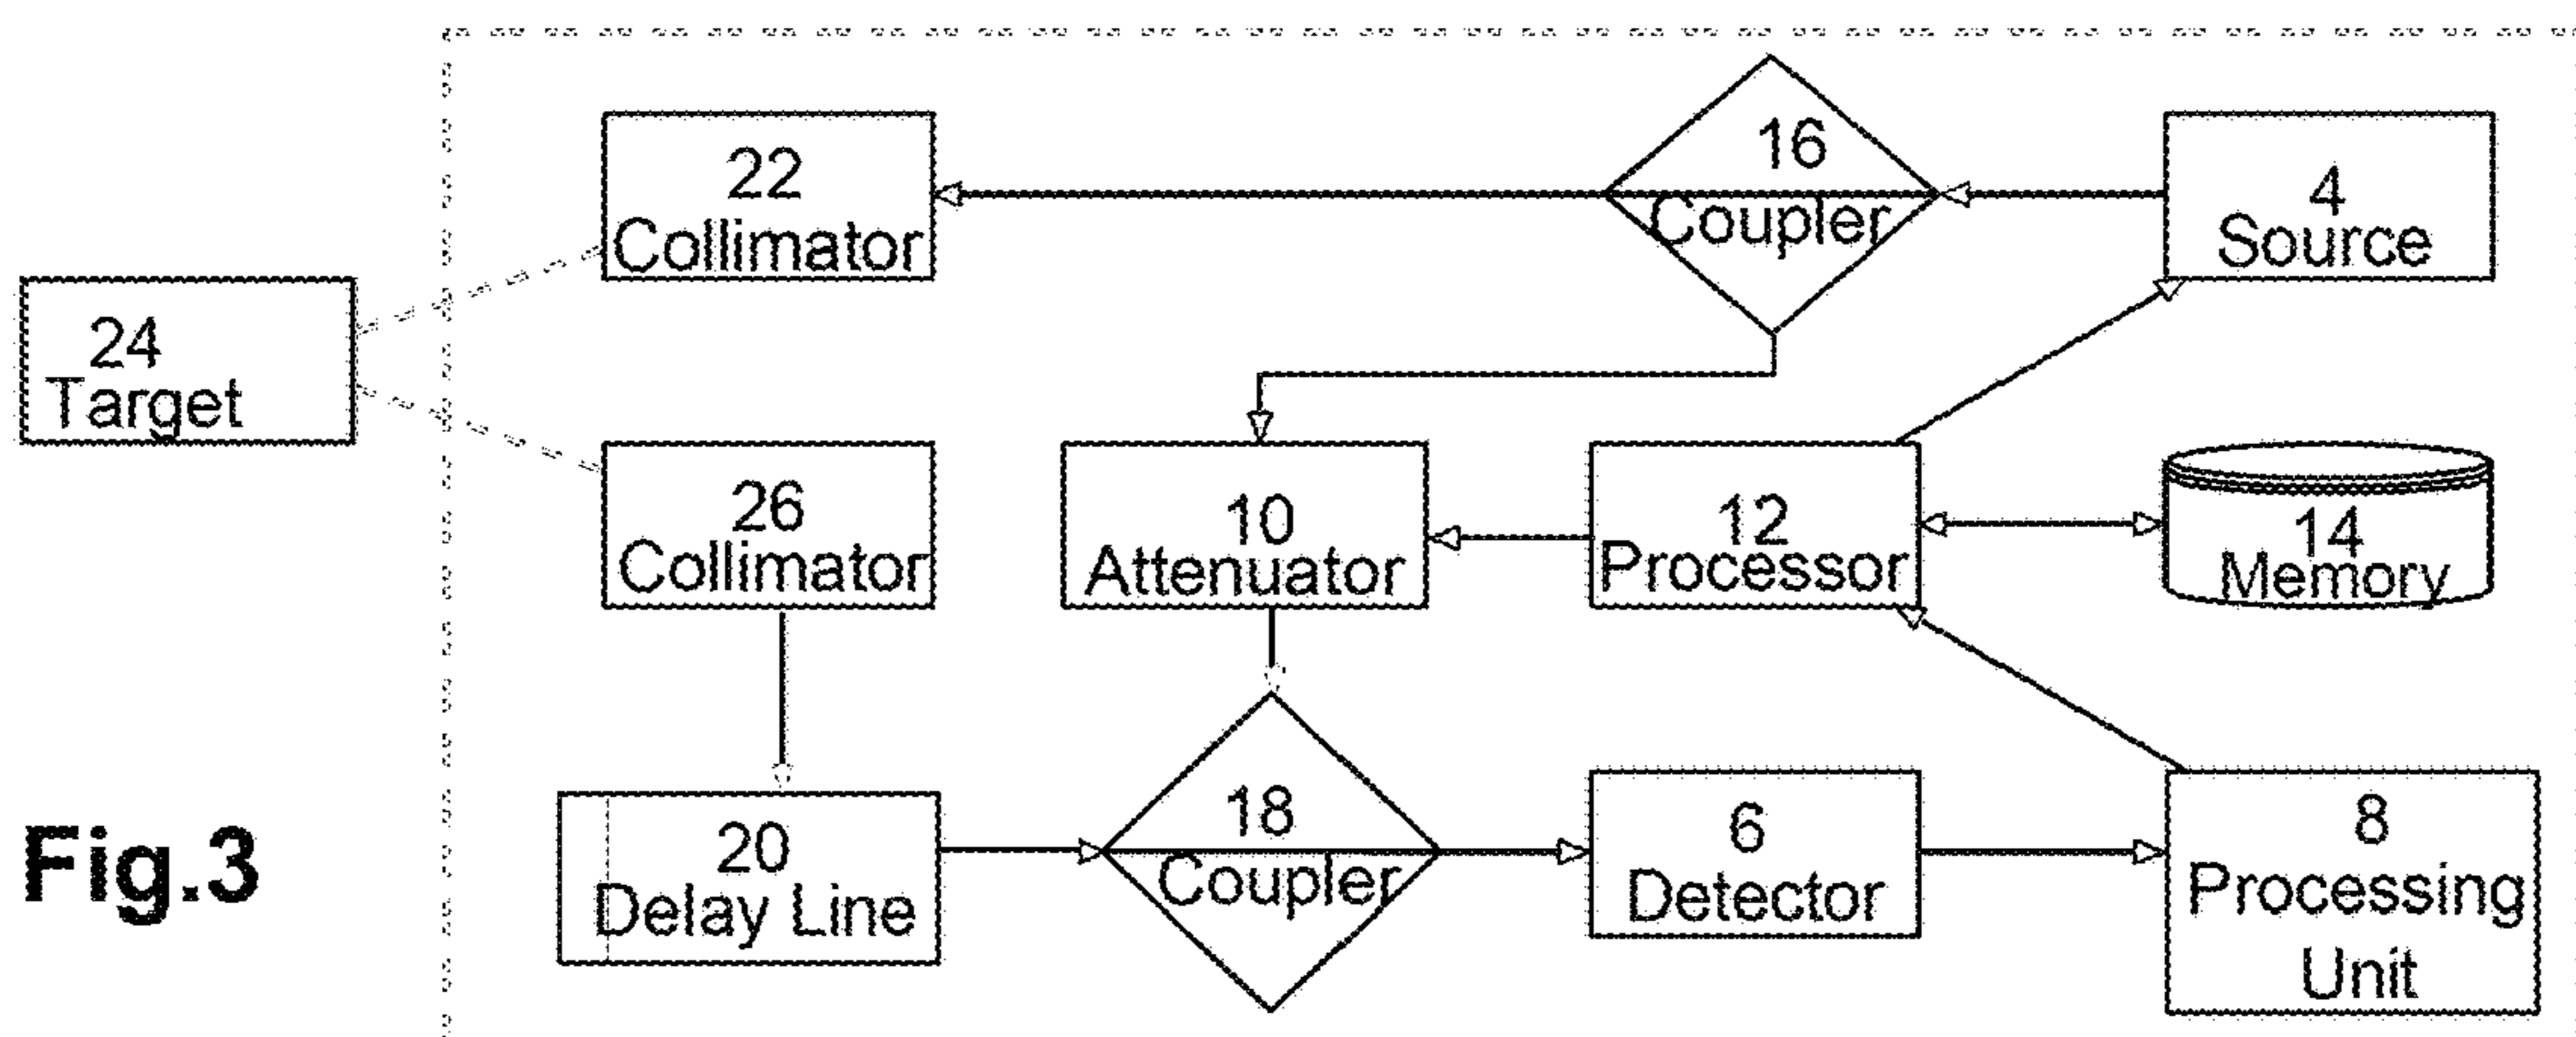 16
Coupler
22
Collimator
4
Source
24
Target
26
Collimator
10
Attenuator
12
Processor
14
Memory
20
Delay Line
18
Coupler
6
Detector
8
Processing
Unit
Fig.3